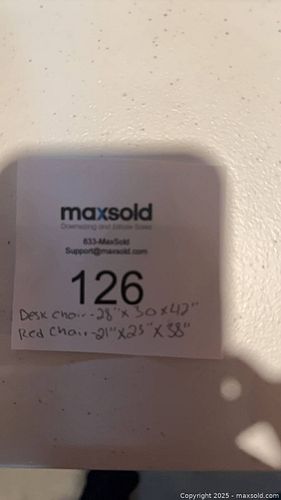 maxsold
Downsizing and Estate Sales
833-MaxSold
Support@maxsold.com
126
Desk chair - 28" x 30 x 42"
Red Chair - 21" x 25" x 38"
Copyright 2025 - maxsold.com